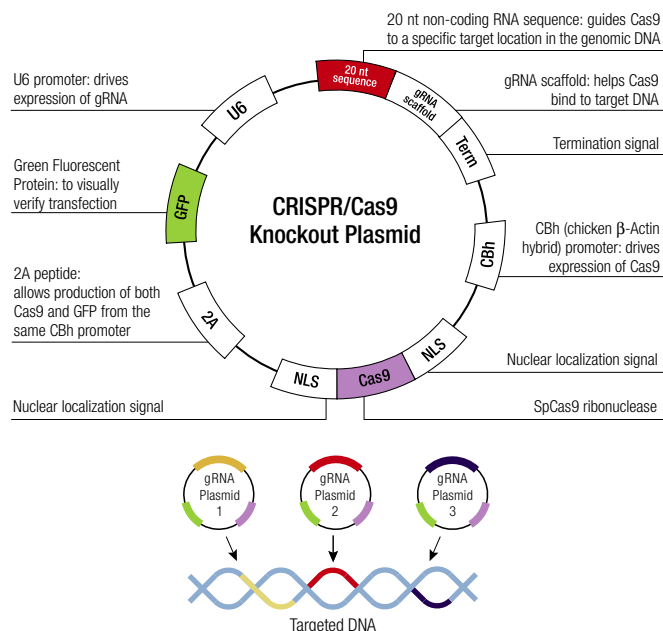 20 nt non-coding RNA sequence: guides Cas9
to a specific target location in the genomic DNA
U6 promoter: drives
expression of gRNA
gRNA scaffold: helps Cas9
bind to target DNA
Termination signal
Green Fluorescent
Protein: to visually
verify transfection
CBh (chicken β-Actin
hybrid) promoter: drives
expression of Cas9
2A peptide:
allows production of both
Cas9 and GFP from the
same CBh promoter
Nuclear localization signal
Nuclear localization signal
SpCas9 ribonuclease
CRISPR/Cas9
Knockout Plasmid
20 nt
sequence
gRNA
scaffold
Term
CBh
NLS
Cas9
NLS
2A
GFP
U6
gRNA
Plasmid
1
gRNA
Plasmid
2
gRNA
Plasmid
3
Targeted DNA